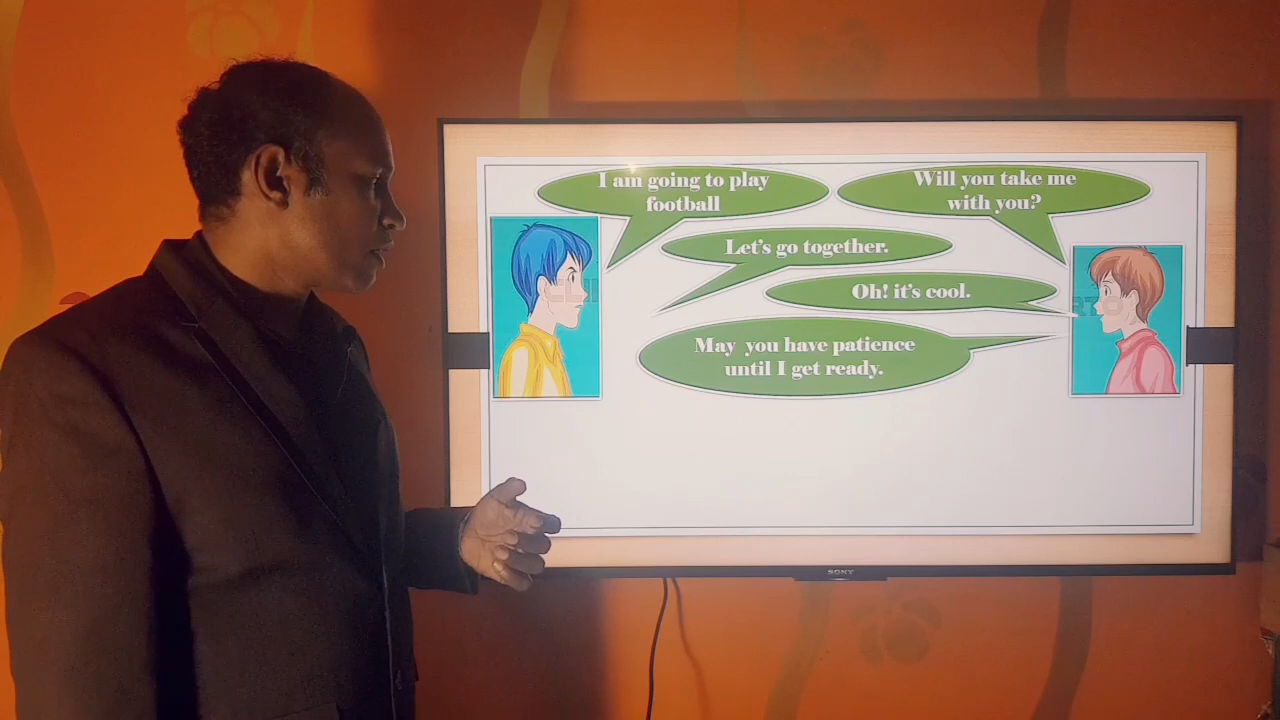 I am going to play
football
Will you take me
with you?
Let's go together.
Oh! it's cool.
May you have patience
until I get ready.
SONY